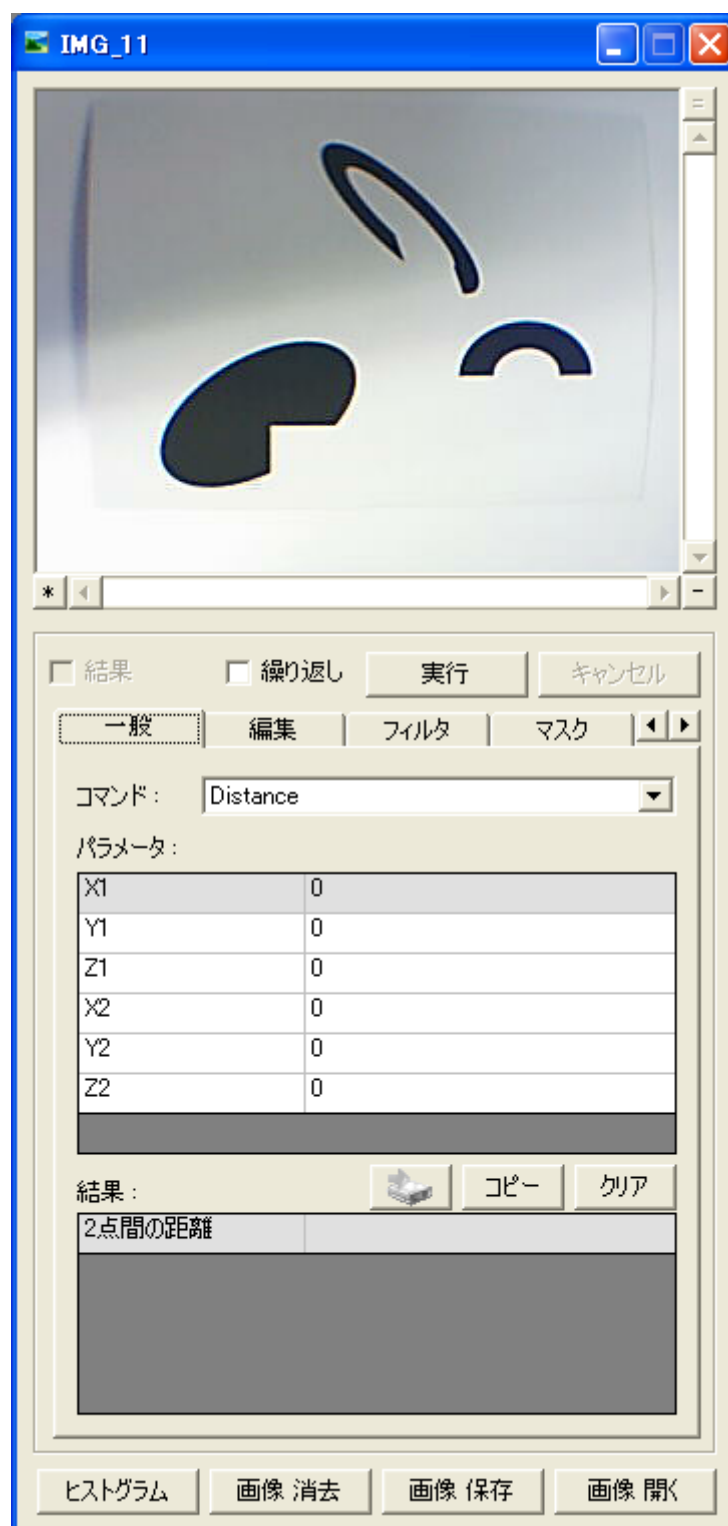 IMG_11
=
*
-
結果 繰り返し 実行 キャンセル
一般 編集 フィルタ マスク
コマンド： Distance
パラメータ：
X1 0
Y1 0
Z1 0
X2 0
Y2 0
Z2 0
結果： コピー クリア
2点間の距離
ヒストグラム 画像 消去 画像 保存 画像 開く